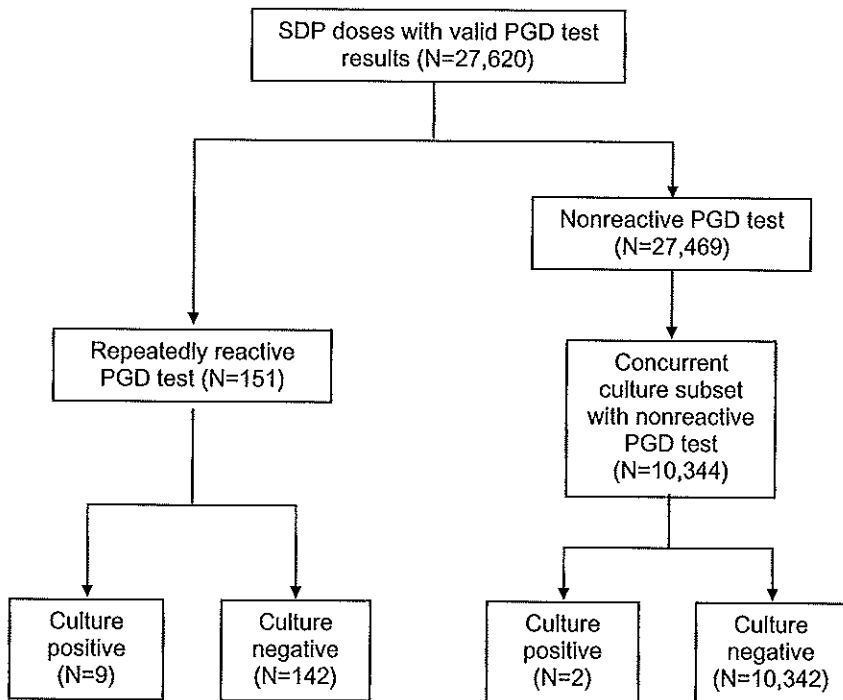 SDP doses with valid PGD test
results (N=27,620)
Nonreactive PGD test
(N=27,469)
Repeatedly reactive
PGD test (N=151)
Concurrent
culture subset
with nonreactive
PGD test
(N=10,344)
Culture
positive
(N=9)
Culture
negative
(N=142)
Culture
positive
(N=2)
Culture
negative
(N=10,342)